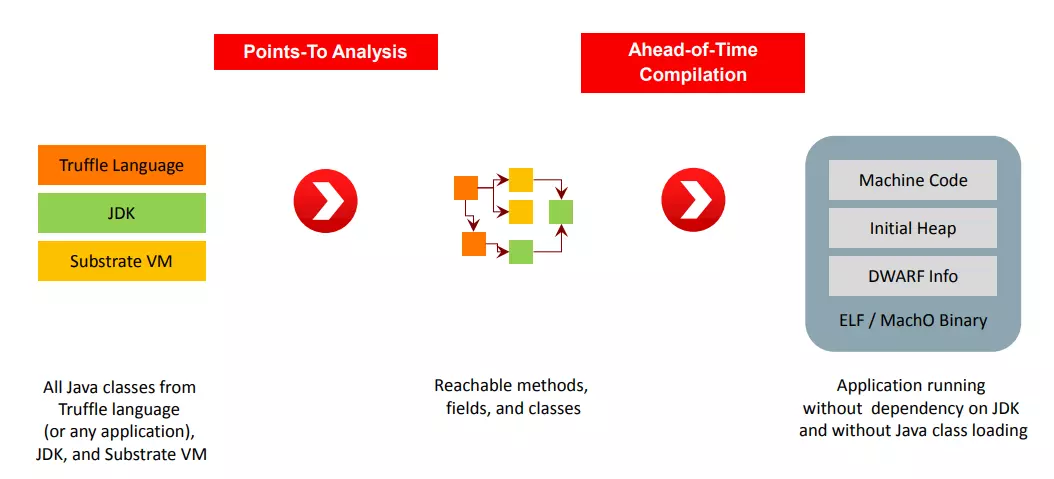 Points-To Analysis
Ahead-of-Time
Compilation
Truffle Language
JDK
Substrate VM
Machine Code
Initial Heap
DWARF Info
ELF / MachO Binary
All Java classes from
Truffle language
(or any application),
JDK, and Substrate VM
Reachable methods,
fields, and classes
Application running
without dependency on JDK
and without Java class loading